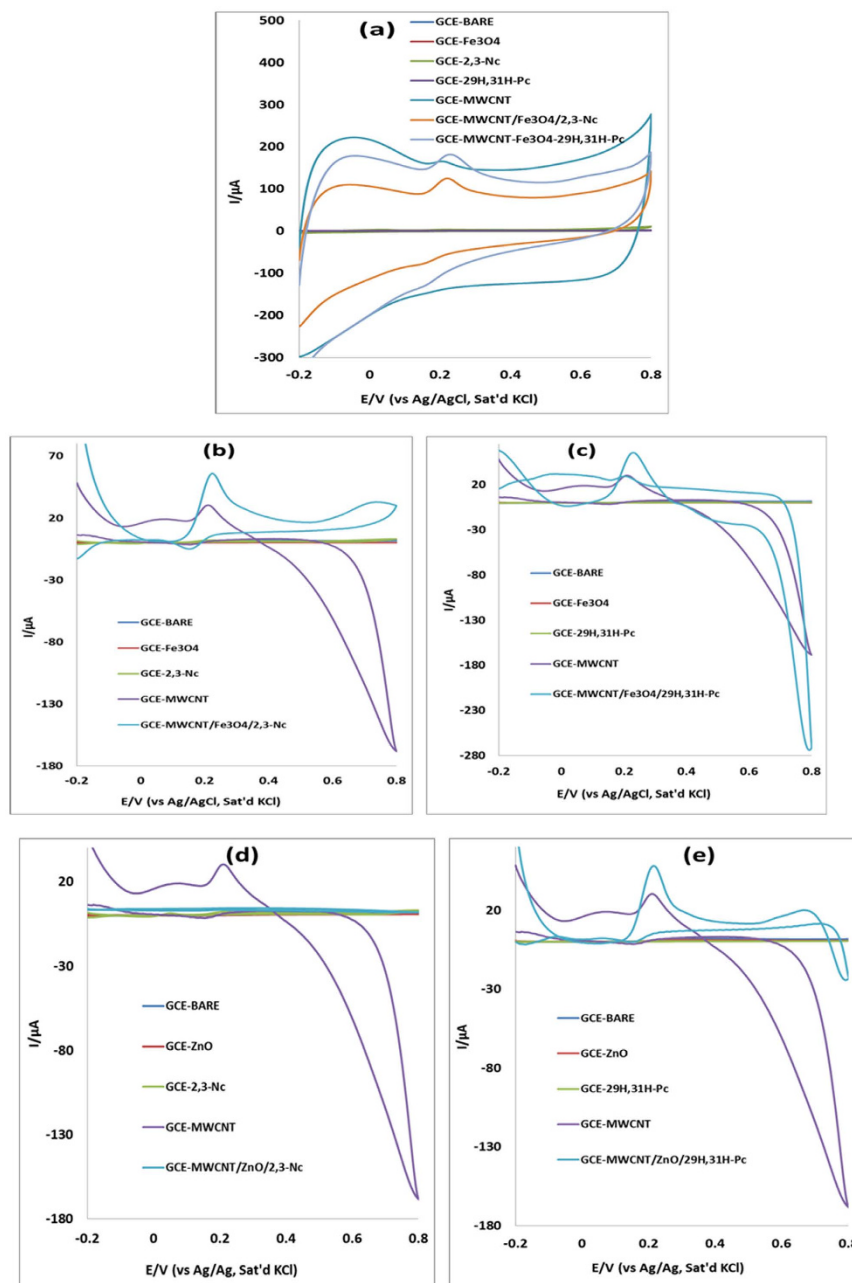 (a)
GCE-BARE
GCE-Fe3O4
GCE-2,3-Nc
GCE-29H,31H-Pc
GCE-MWCNT
GCE-MWCNT/Fe3O4/2,3-Nc
GCE-MWCNT-Fe3O4-29H,31H-Pc
500
400
300
200
100
0
-100
-200
-300
I/µA
-0.2 0 0.2 0.4 0.6 0.8
E/V (vs Ag/AgCl, Sat'd KCl)
(b)
70
20
-30
-80
-130
-180
I/µA
GCE-BARE
GCE-Fe3O4
GCE-2,3-Nc
GCE-MWCNT
GCE-MWCNT/Fe3O4/2,3-Nc
-0.2 0 0.2 0.4 0.6 0.8
E/V (vs Ag/AgCl, Sat'd KCl)
(c)
20
-30
-80
-130
-180
-230
-280
I/µA
GCE-BARE
GCE-Fe3O4
GCE-29H,31H-Pc
GCE-MWCNT
GCE-MWCNT/Fe3O4/29H,31H-Pc
-0.2 0 0.2 0.4 0.6 0.8
E/V (vs Ag/AgCl, Sat'd KCl)
(d)
20
-30
-80
-130
-180
I/µA
GCE-BARE
GCE-ZnO
GCE-2,3-Nc
GCE-MWCNT
GCE-MWCNT/ZnO/2,3-Nc
-0.2 0 0.2 0.4 0.6 0.8
E/V (vs Ag/Ag, Sat'd KCl)
(e)
20
-30
-80
-130
-180
I/µA
GCE-BARE
GCE-ZnO
GCE-29H,31H-Pc
GCE-MWCNT
GCE-MWCNT/ZnO/29H,31H-Pc
-0.2 0 0.2 0.4 0.6 0.8
E/V (vs Ag/Ag, Sat'd KCl)